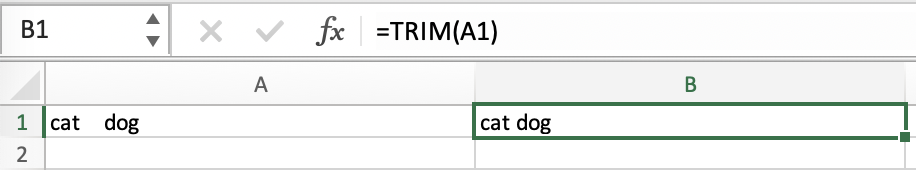 B1 fx =TRIM(A1)
A B
1 cat    dog cat dog
2